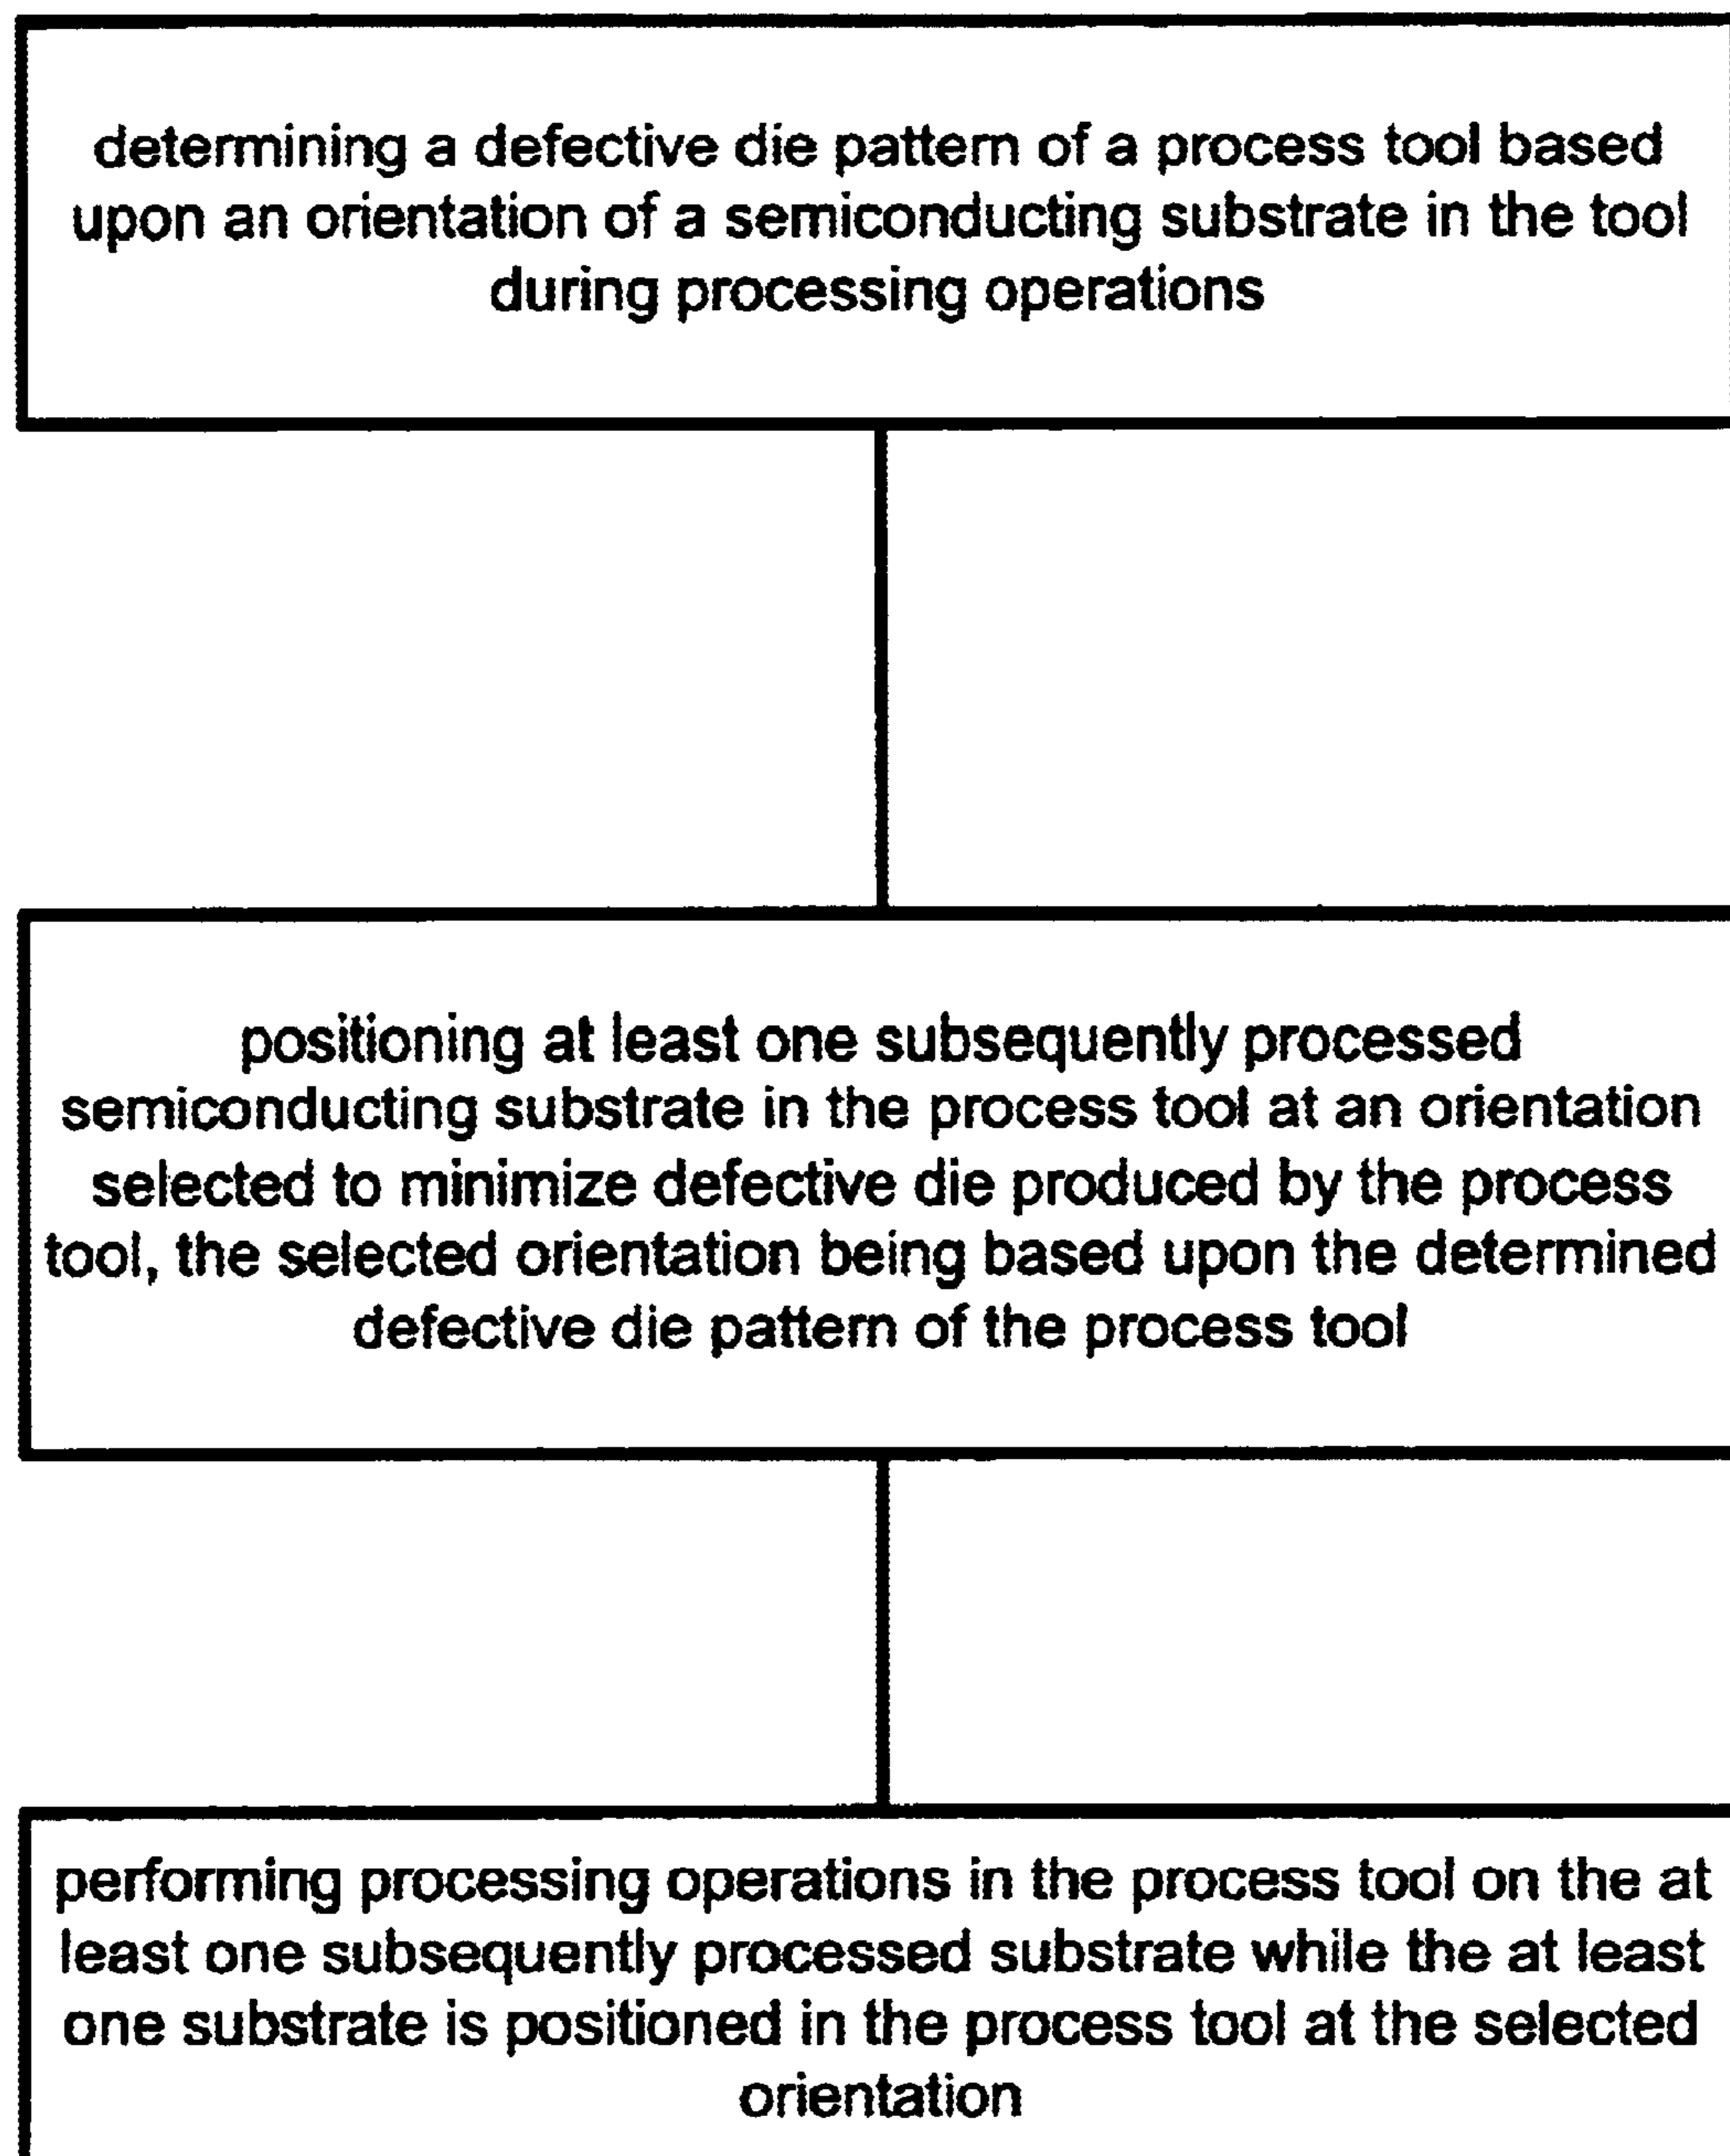 determining a defective die pattern of a process tool based
upon an orientation of a semiconducting substrate in the tool
during processing operations
positioning at least one subsequently processed
semiconducting substrate in the process tool at an orientation
selected to minimize defective die produced by the process
tool, the selected orientation being based upon the determined
defective die pattern of the process tool
performing processing operations in the process tool on the at
least one subsequently processed substrate while the at least
one substrate is positioned in the process tool at the selected
orientation